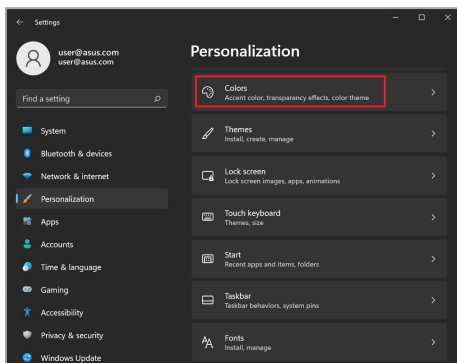 Settings
user@asus.com
user@asus.com
Find a setting
System
Bluetooth & devices
Network & internet
Personalization
Apps
Accounts
Time & language
Gaming
Accessibility
Privacy & security
Windows Update
Personalization
Colors
Accent color, transparency effects, color theme
Themes
Install, create, manage
Lock screen
Lock screen images, apps, animations
Touch keyboard
Themes, size
Start
Recent apps and items, folders
Taskbar
Taskbar behaviors, system pins
Fonts
Install, manage